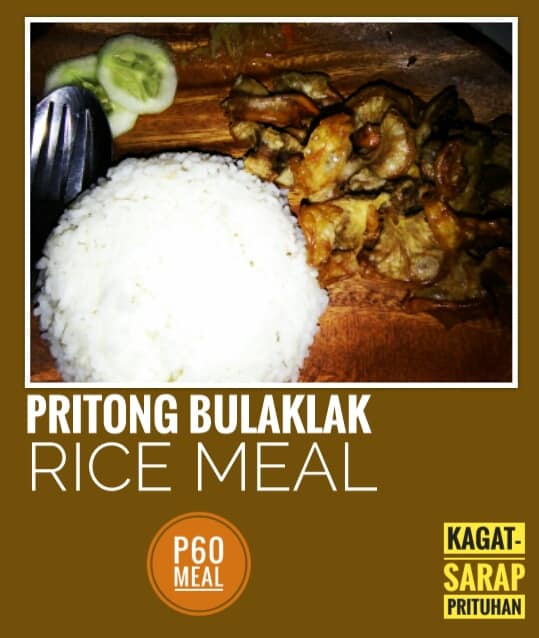 PRITONG BULAKLAK
RICE MEAL
P60
MEAL
KAGAT-
SARAP
PRITUHAN